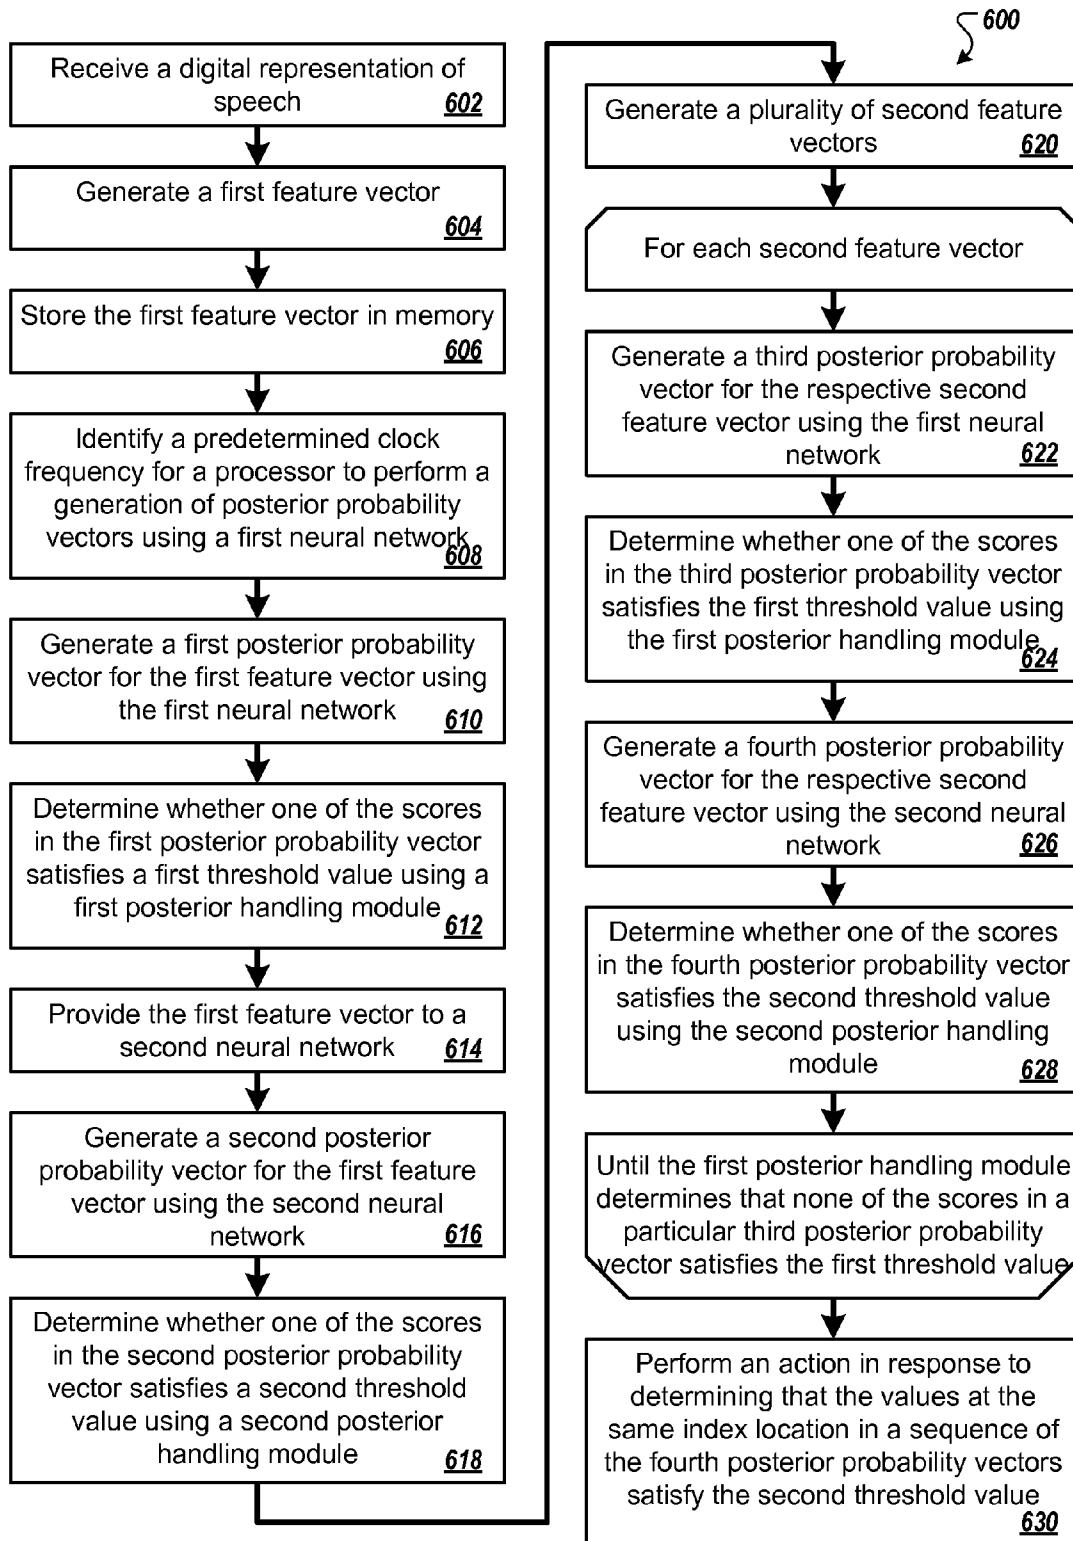 600
Receive a digital representation of
speech 602
Generate a first feature vector
604
Store the first feature vector in memory
606
Identify a predetermined clock
frequency for a processor to perform a
generation of posterior probability
vectors using a first neural network
608
Generate a first posterior probability
vector for the first feature vector using
the first neural network 610
Determine whether one of the scores
in the first posterior probability vector
satisfies a first threshold value using a
first posterior handling module 612
Provide the first feature vector to a
second neural network 614
Generate a second posterior
probability vector for the first feature
vector using the second neural
network 616
Determine whether one of the scores
in the second posterior probability
vector satisfies a second threshold
value using a second posterior
handling module 618
Generate a plurality of second feature
vectors 620
For each second feature vector
Generate a third posterior probability
vector for the respective second
feature vector using the first neural
network 622
Determine whether one of the scores
in the third posterior probability vector
satisfies the first threshold value using
the first posterior handling module
624
Generate a fourth posterior probability
vector for the respective second
feature vector using the second neural
network 626
Determine whether one of the scores
in the fourth posterior probability vector
satisfies the second threshold value
using the second posterior handling
module 628
Until the first posterior handling module
determines that none of the scores in a
particular third posterior probability
vector satisfies the first threshold value
Perform an action in response to
determining that the values at the
same index location in a sequence of
the fourth posterior probability vectors
satisfy the second threshold value
630